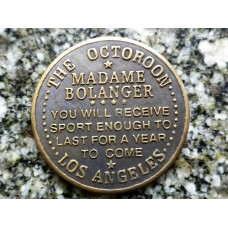 THE OCTOROON
MADAME
BOLANGER
YOU WILL RECEIVE
SPORT ENOUGH TO
LAST FOR A YEAR
TO COME
LOS ANGELES